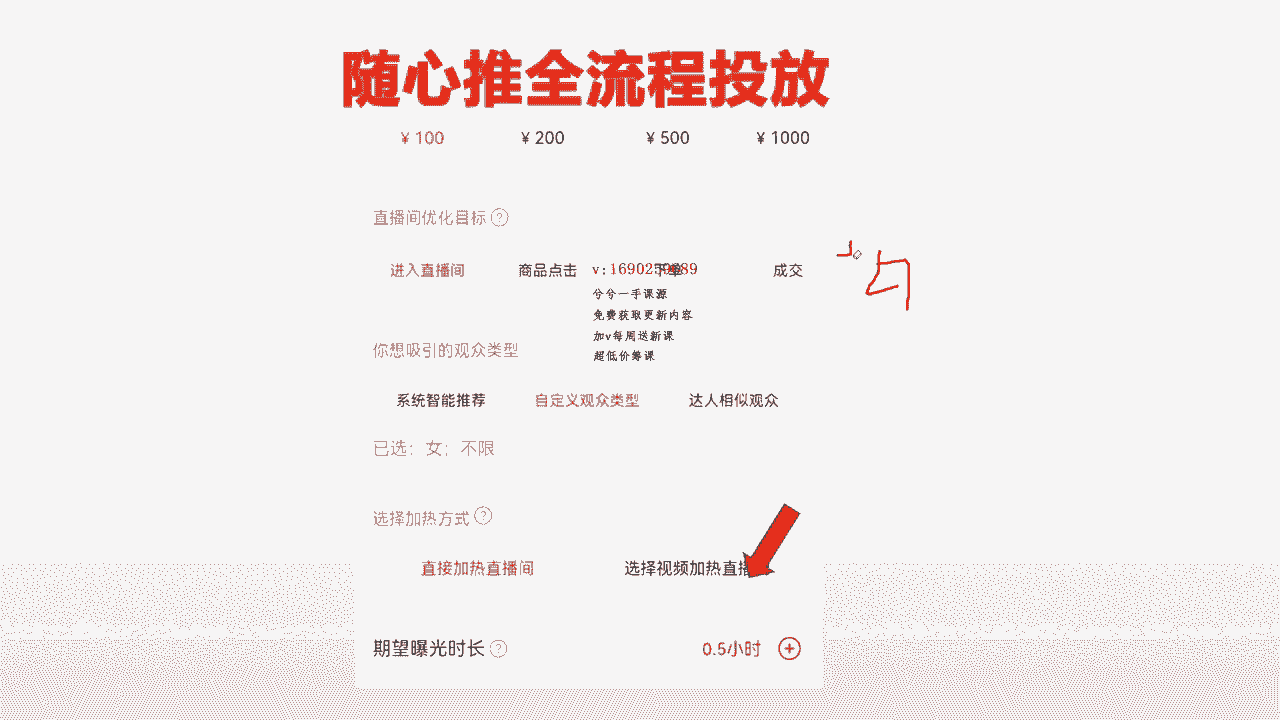 随心推全流程投放
¥ 100 ¥ 200 ¥ 500 ¥ 1000
直播间优化目标 ?
进入直播间 商品点击 下单 成交
兮兮一手课源
免费获取更新内容
加v每周送新课
超低价筹课
你想吸引的观众类型
系统智能推荐 自定义观众类型 达人相似观众
已选：女；不限
选择加热方式 ?
直接加热直播间 选择视频加热直播
期望曝光时长 ? 0.5小时